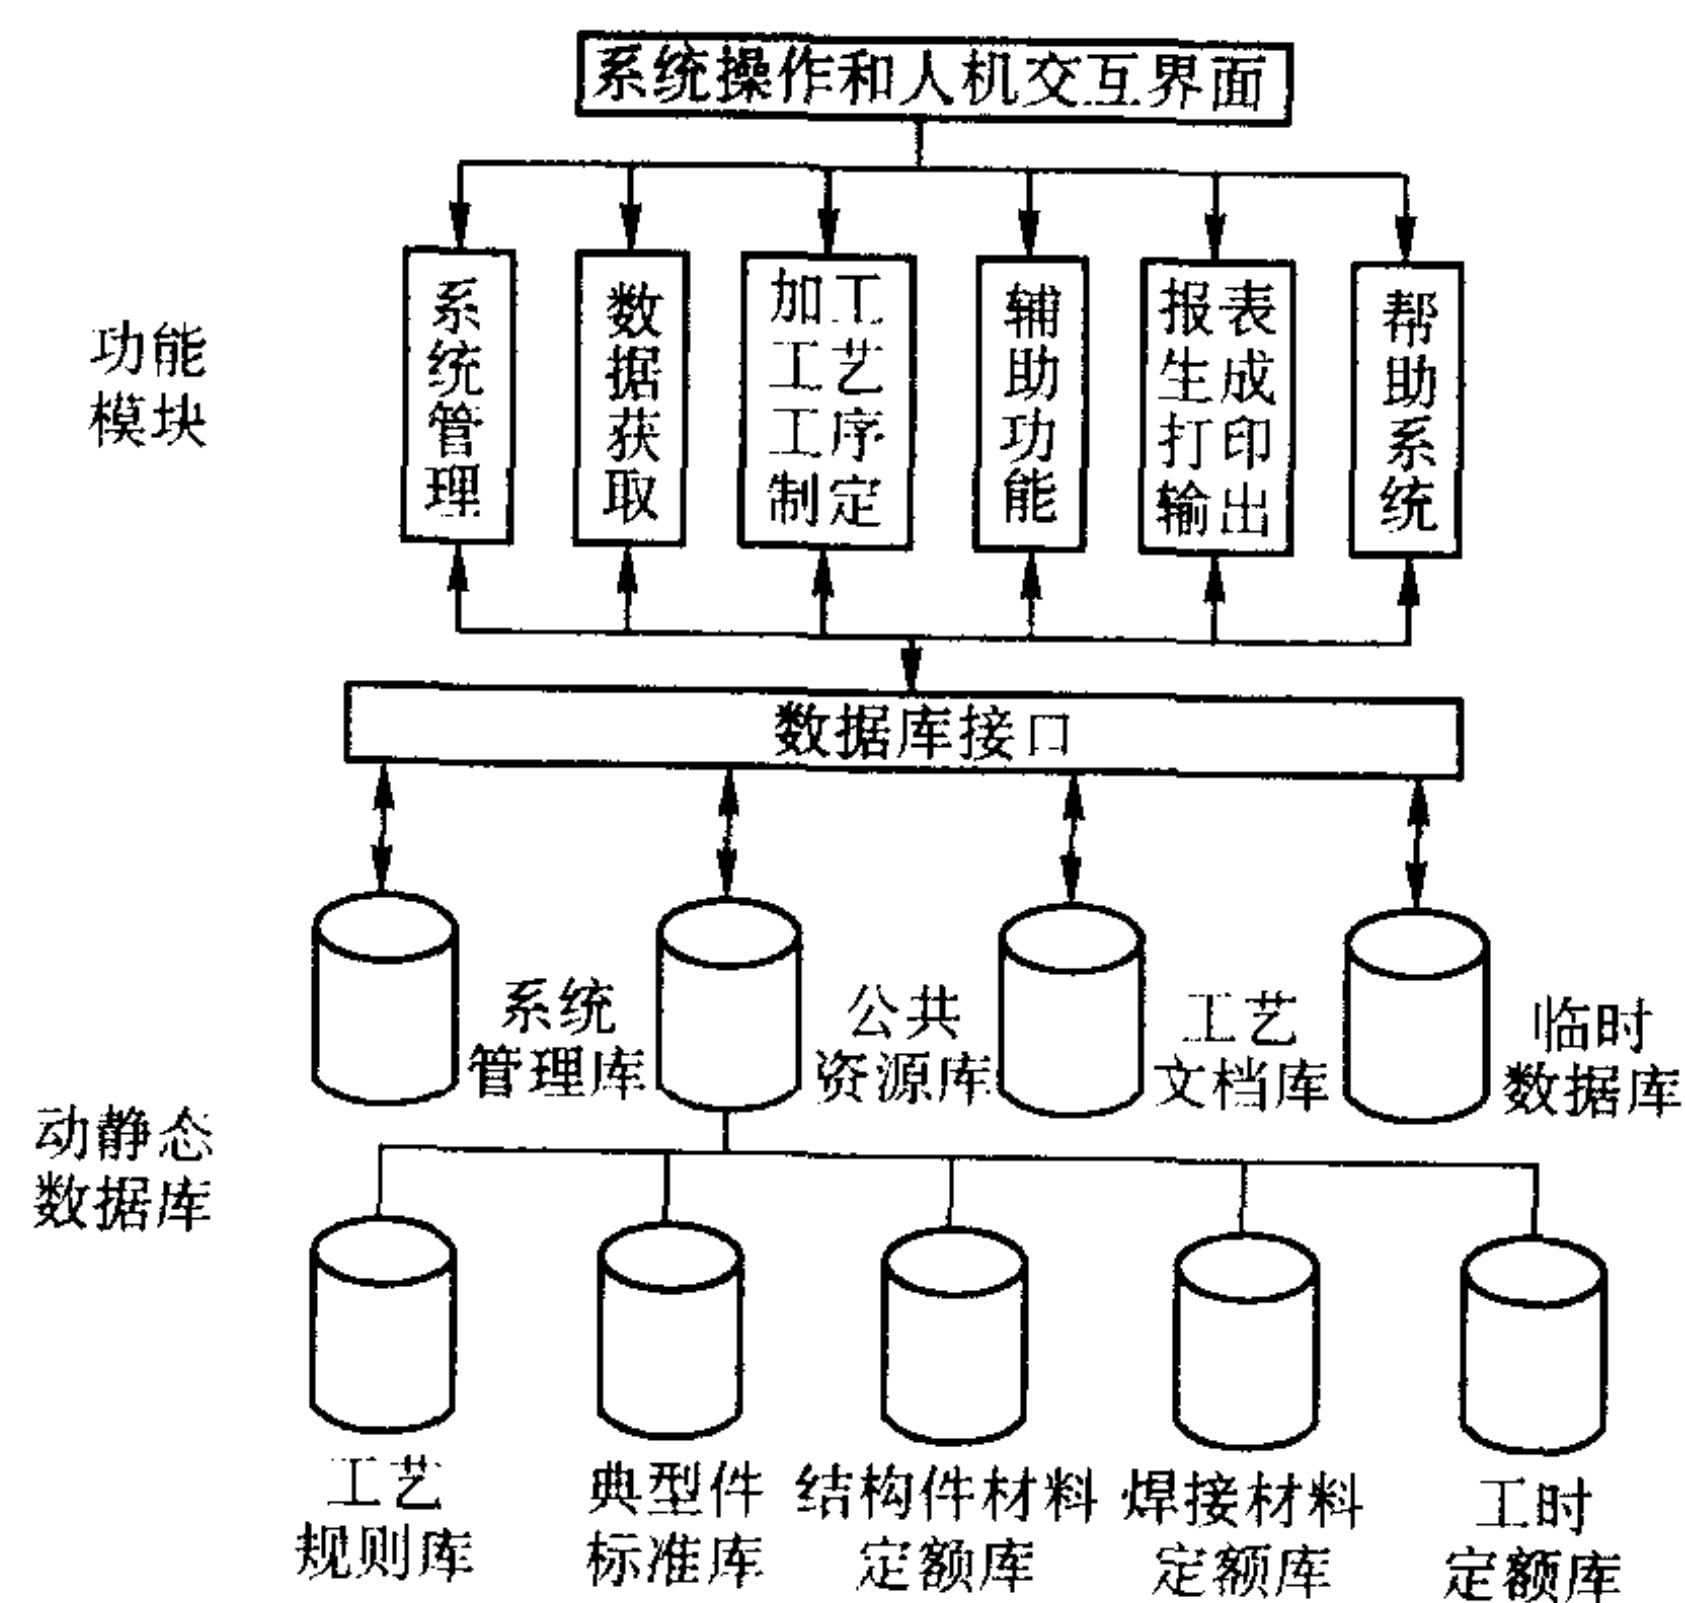 系统操作和人机交互界面
功能
模块
系
统
管
理
数
据
获
取
加工
工艺
工序
制定
辅
助
功
能
报表
生成
打印
输出
帮
助
系
统
数据库接口
系统
管理库
公共
资源库
工艺
文档库
临时
数据库
动静态
数据库
工艺
规则库
典型件
标准库
结构件材料
定额库
焊接材料
定额库
工时
定额库